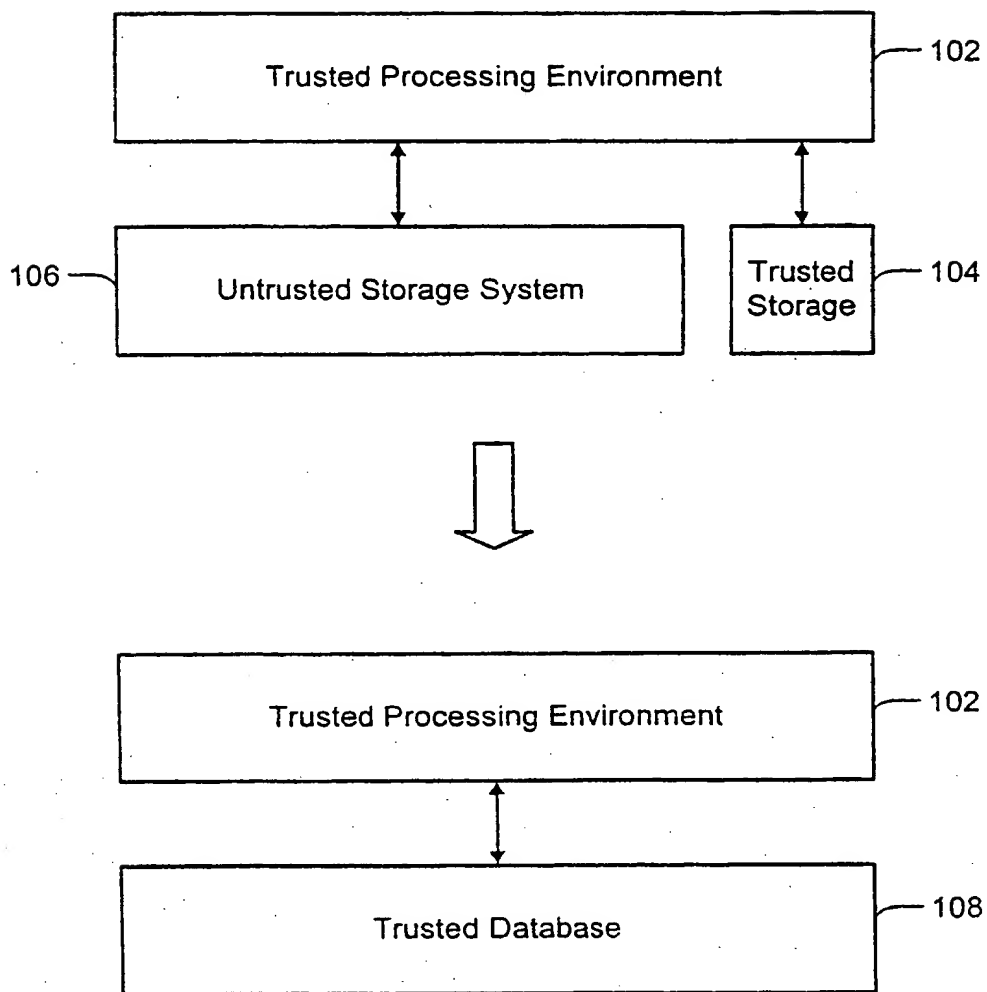 Trusted Processing Environment
102
106
Untrusted Storage System
Trusted
Storage
104
Trusted Processing Environment
102
Trusted Database
108